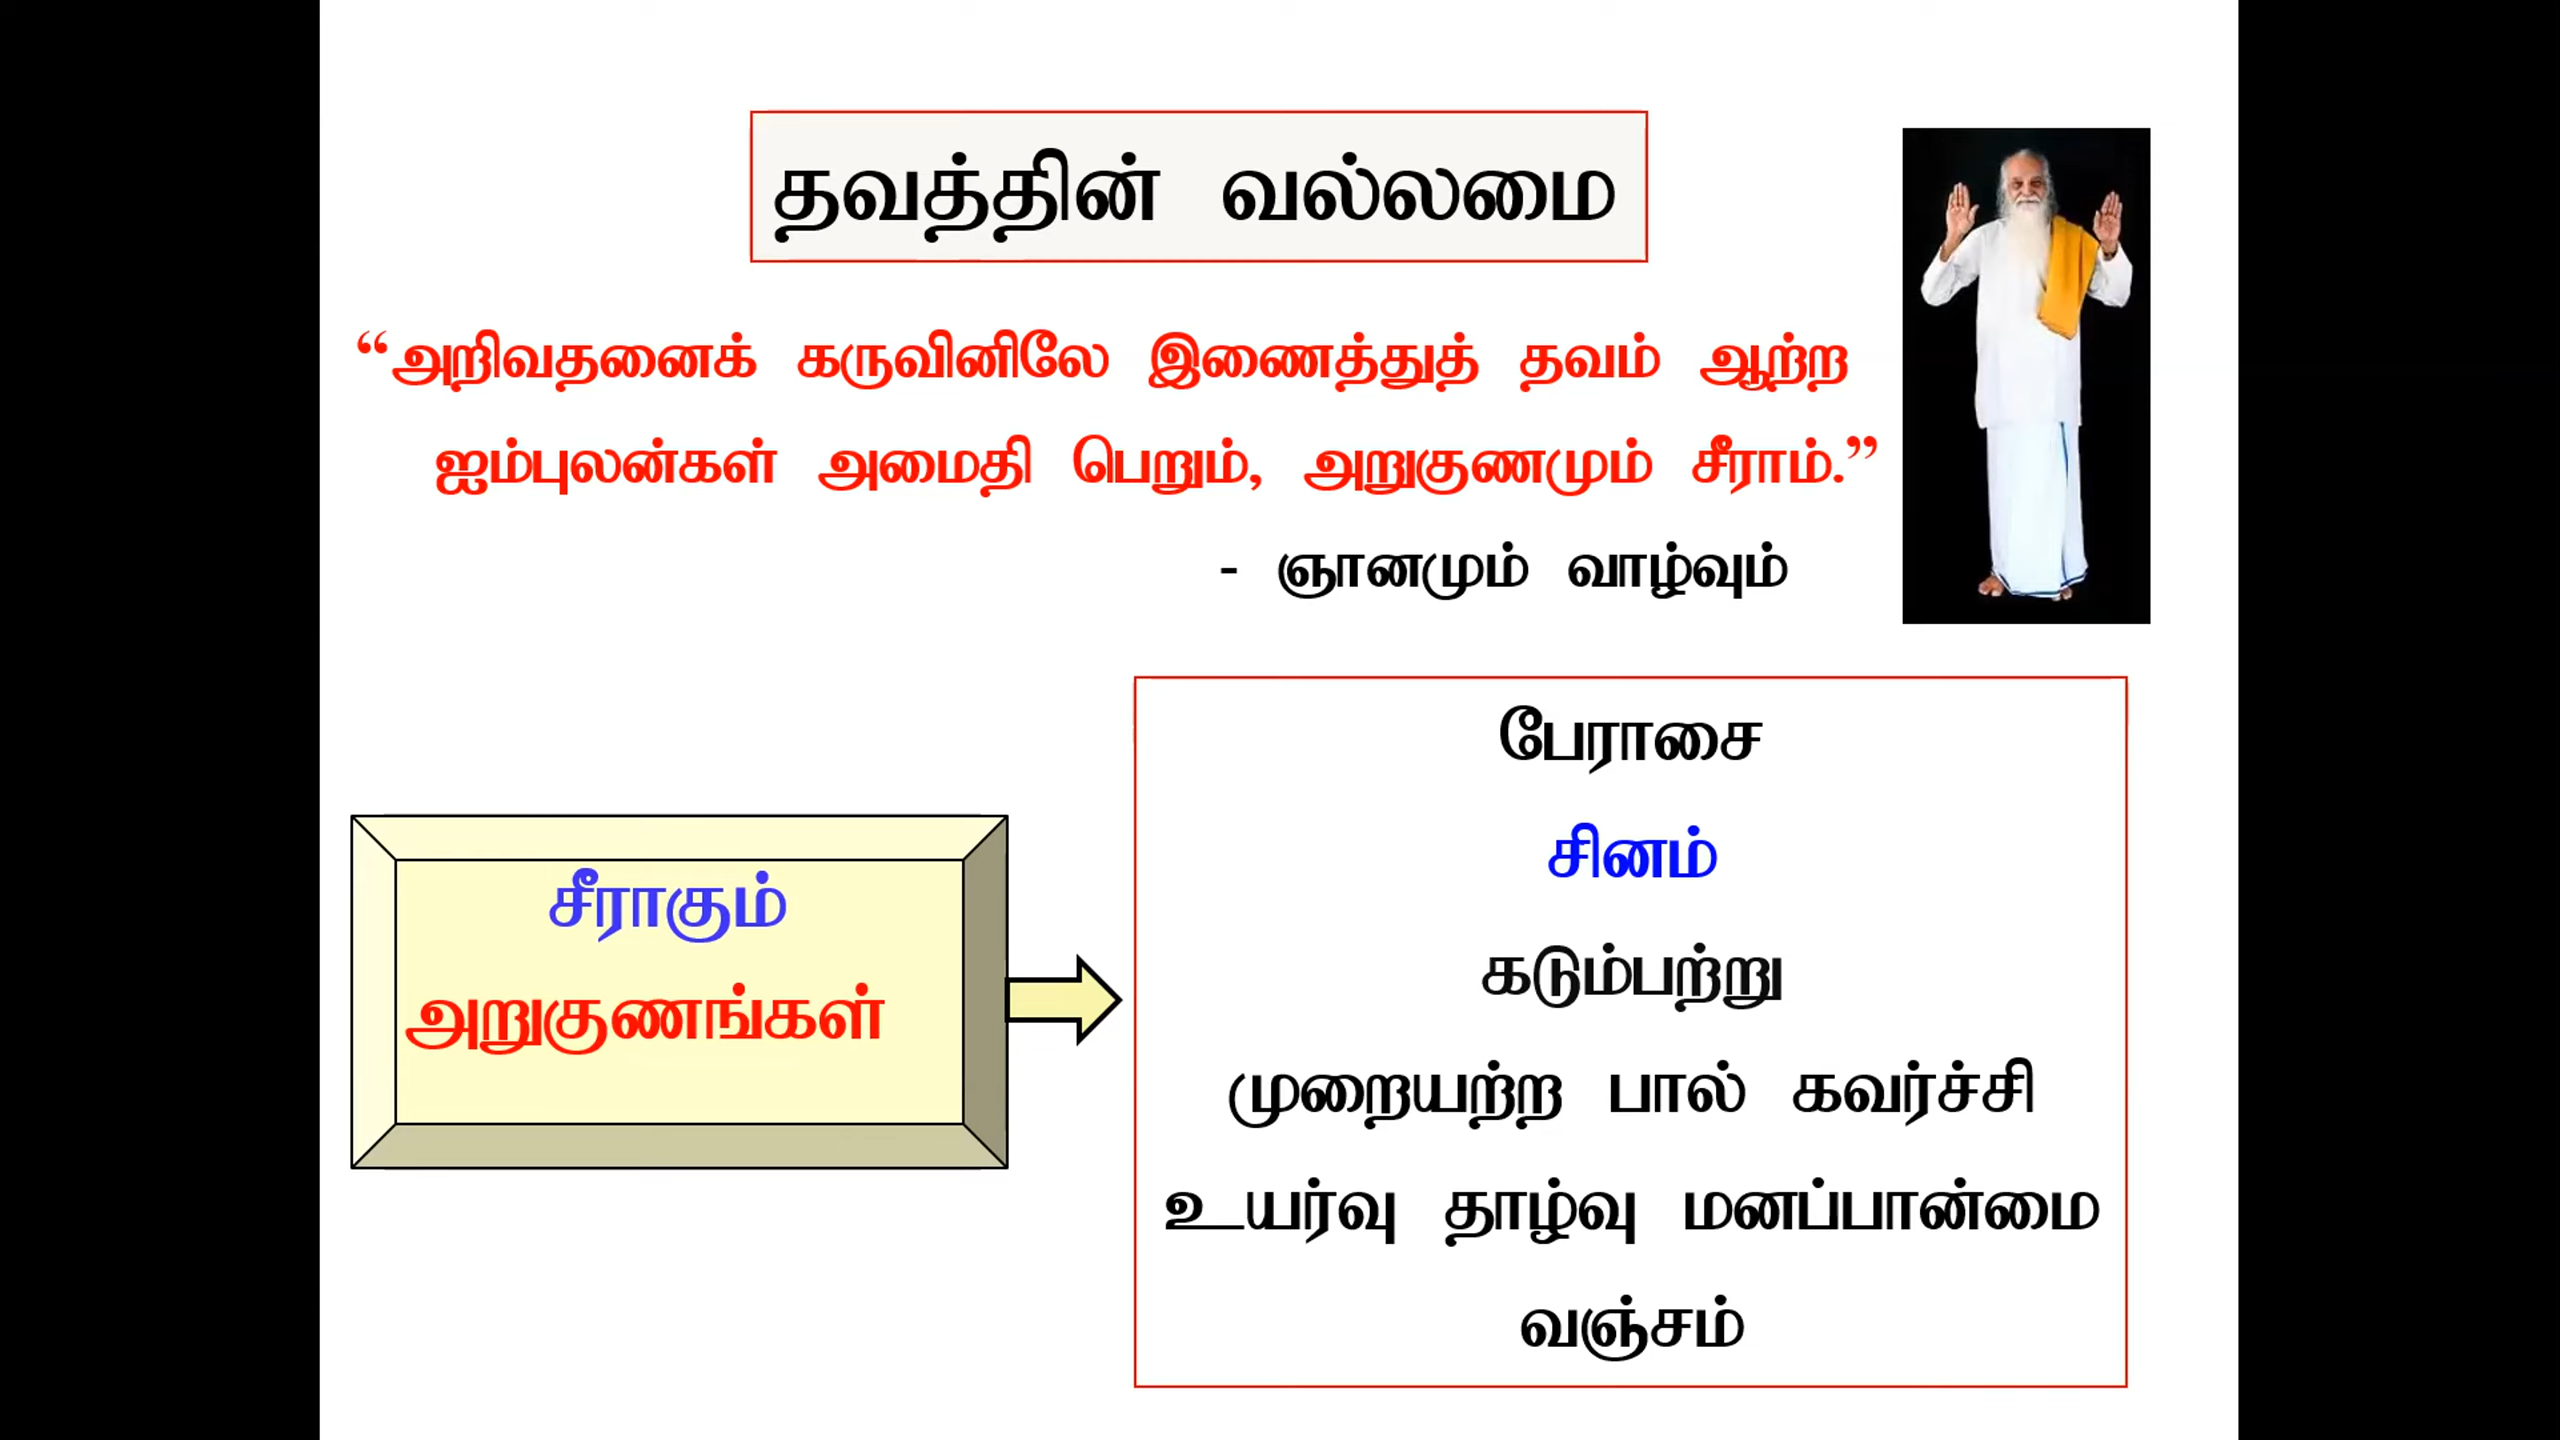 தவத்தின் வல்லமை
“அறிவதனைக் கருவினிலே இணைத்துத் தவம் ஆற்ற
ஐம்புலன்கள் அமைதி பெறும், அறுகுணமும் சீராம்.”
- ஞானமும் வாழ்வும்
சீராகும்
அறுகுணங்கள்
பேராசை
சினம்
கடும்பற்று
முறையற்ற பால் கவர்ச்சி
உயர்வு தாழ்வு மனப்பான்மை
வஞ்சம்